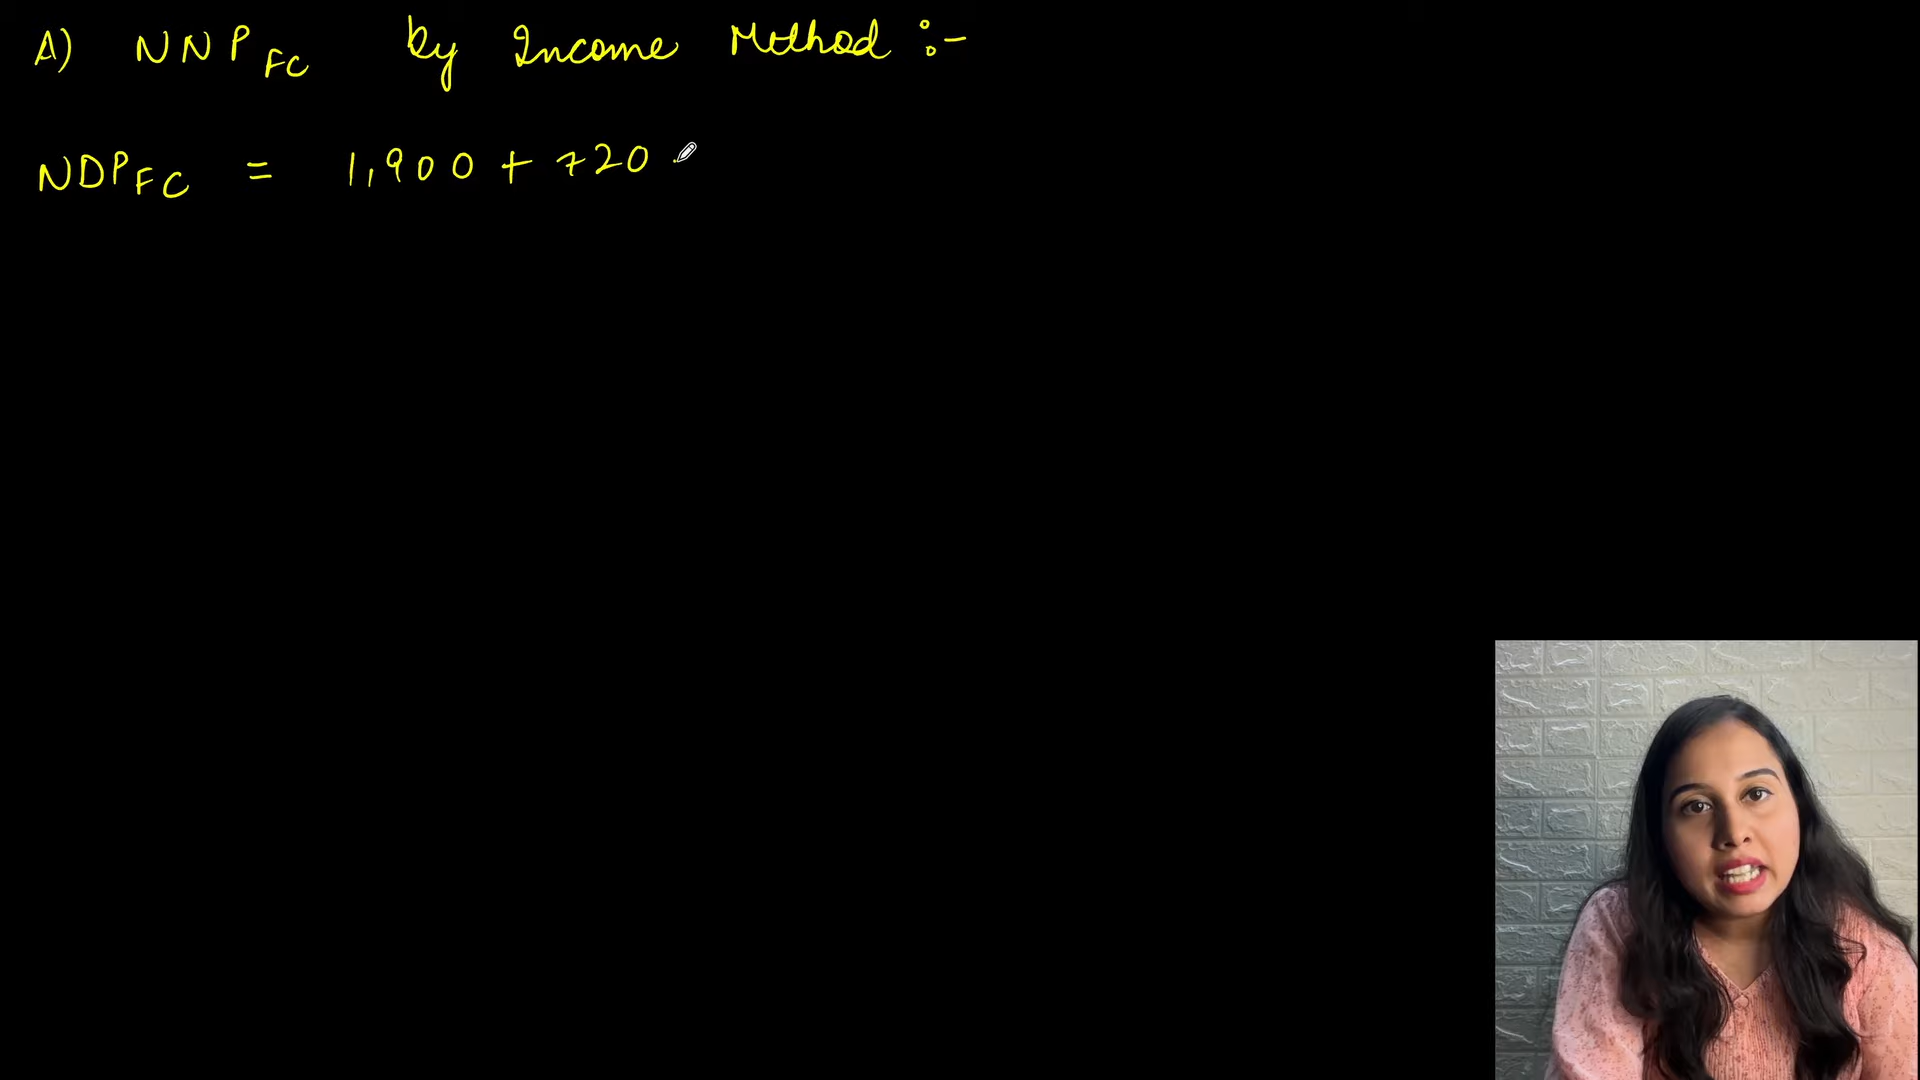 A) NNP FC by Income Method :-
NDP FC = 1,900 + 720